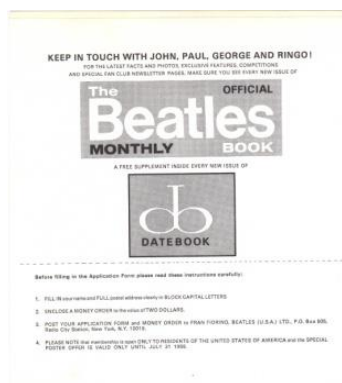 KEEP IN TOUCH WITH JOHN, PAUL, GEORGE AND RINGO!
FOR THE LATEST FACTS AND PHOTOS, EXCLUSIVE FEATURES, COMPETITIONS
AND SPECIAL FAN CLUB NEWSLETTER PAGES, MAKE SURE YOU SEE EVERY NEW ISSUE OF
The OFFICIAL
Beatles
MONTHLY BOOK
A FREE SUPPLEMENT INSIDE EVERY NEW ISSUE OF
DATEBOOK
Before filling in the Application Form please read these instructions carefully:
1. FILL IN your name and FULL postal address clearly in BLOCK CAPITAL LETTERS.
2. ENCLOSE A MONEY ORDER to the value of TWO DOLLARS.
3. POST YOUR APPLICATION FORM and MONEY ORDER to FRAN FIORINO, BEATLES (U.S.A.) LTD., P.O. Box 505,
Radio City Station, New York, N.Y. 10019.
4. PLEASE NOTE that membership is open ONLY TO RESIDENTS OF THE UNITED STATES OF AMERICA and the SPECIAL
POSTER OFFER IS VALID ONLY UNTIL JULY 31